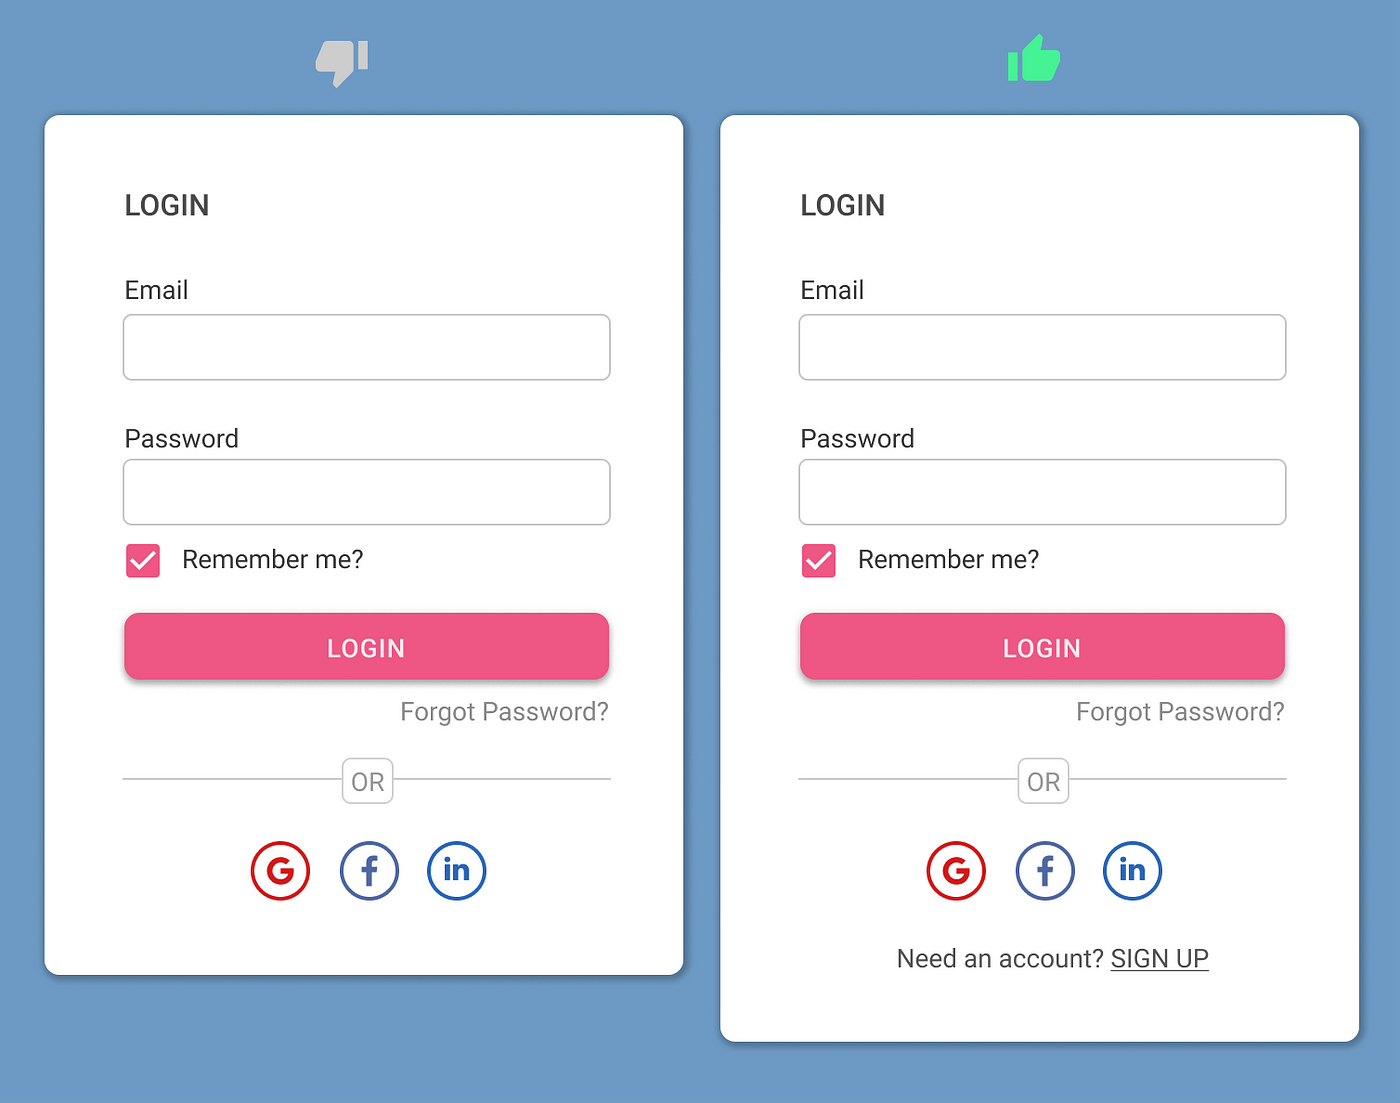 LOGIN
Email
Password
Remember me?
LOGIN
Forgot Password?
OR
G f in
LOGIN
Email
Password
Remember me?
LOGIN
Forgot Password?
OR
G f in
Need an account? SIGN UP